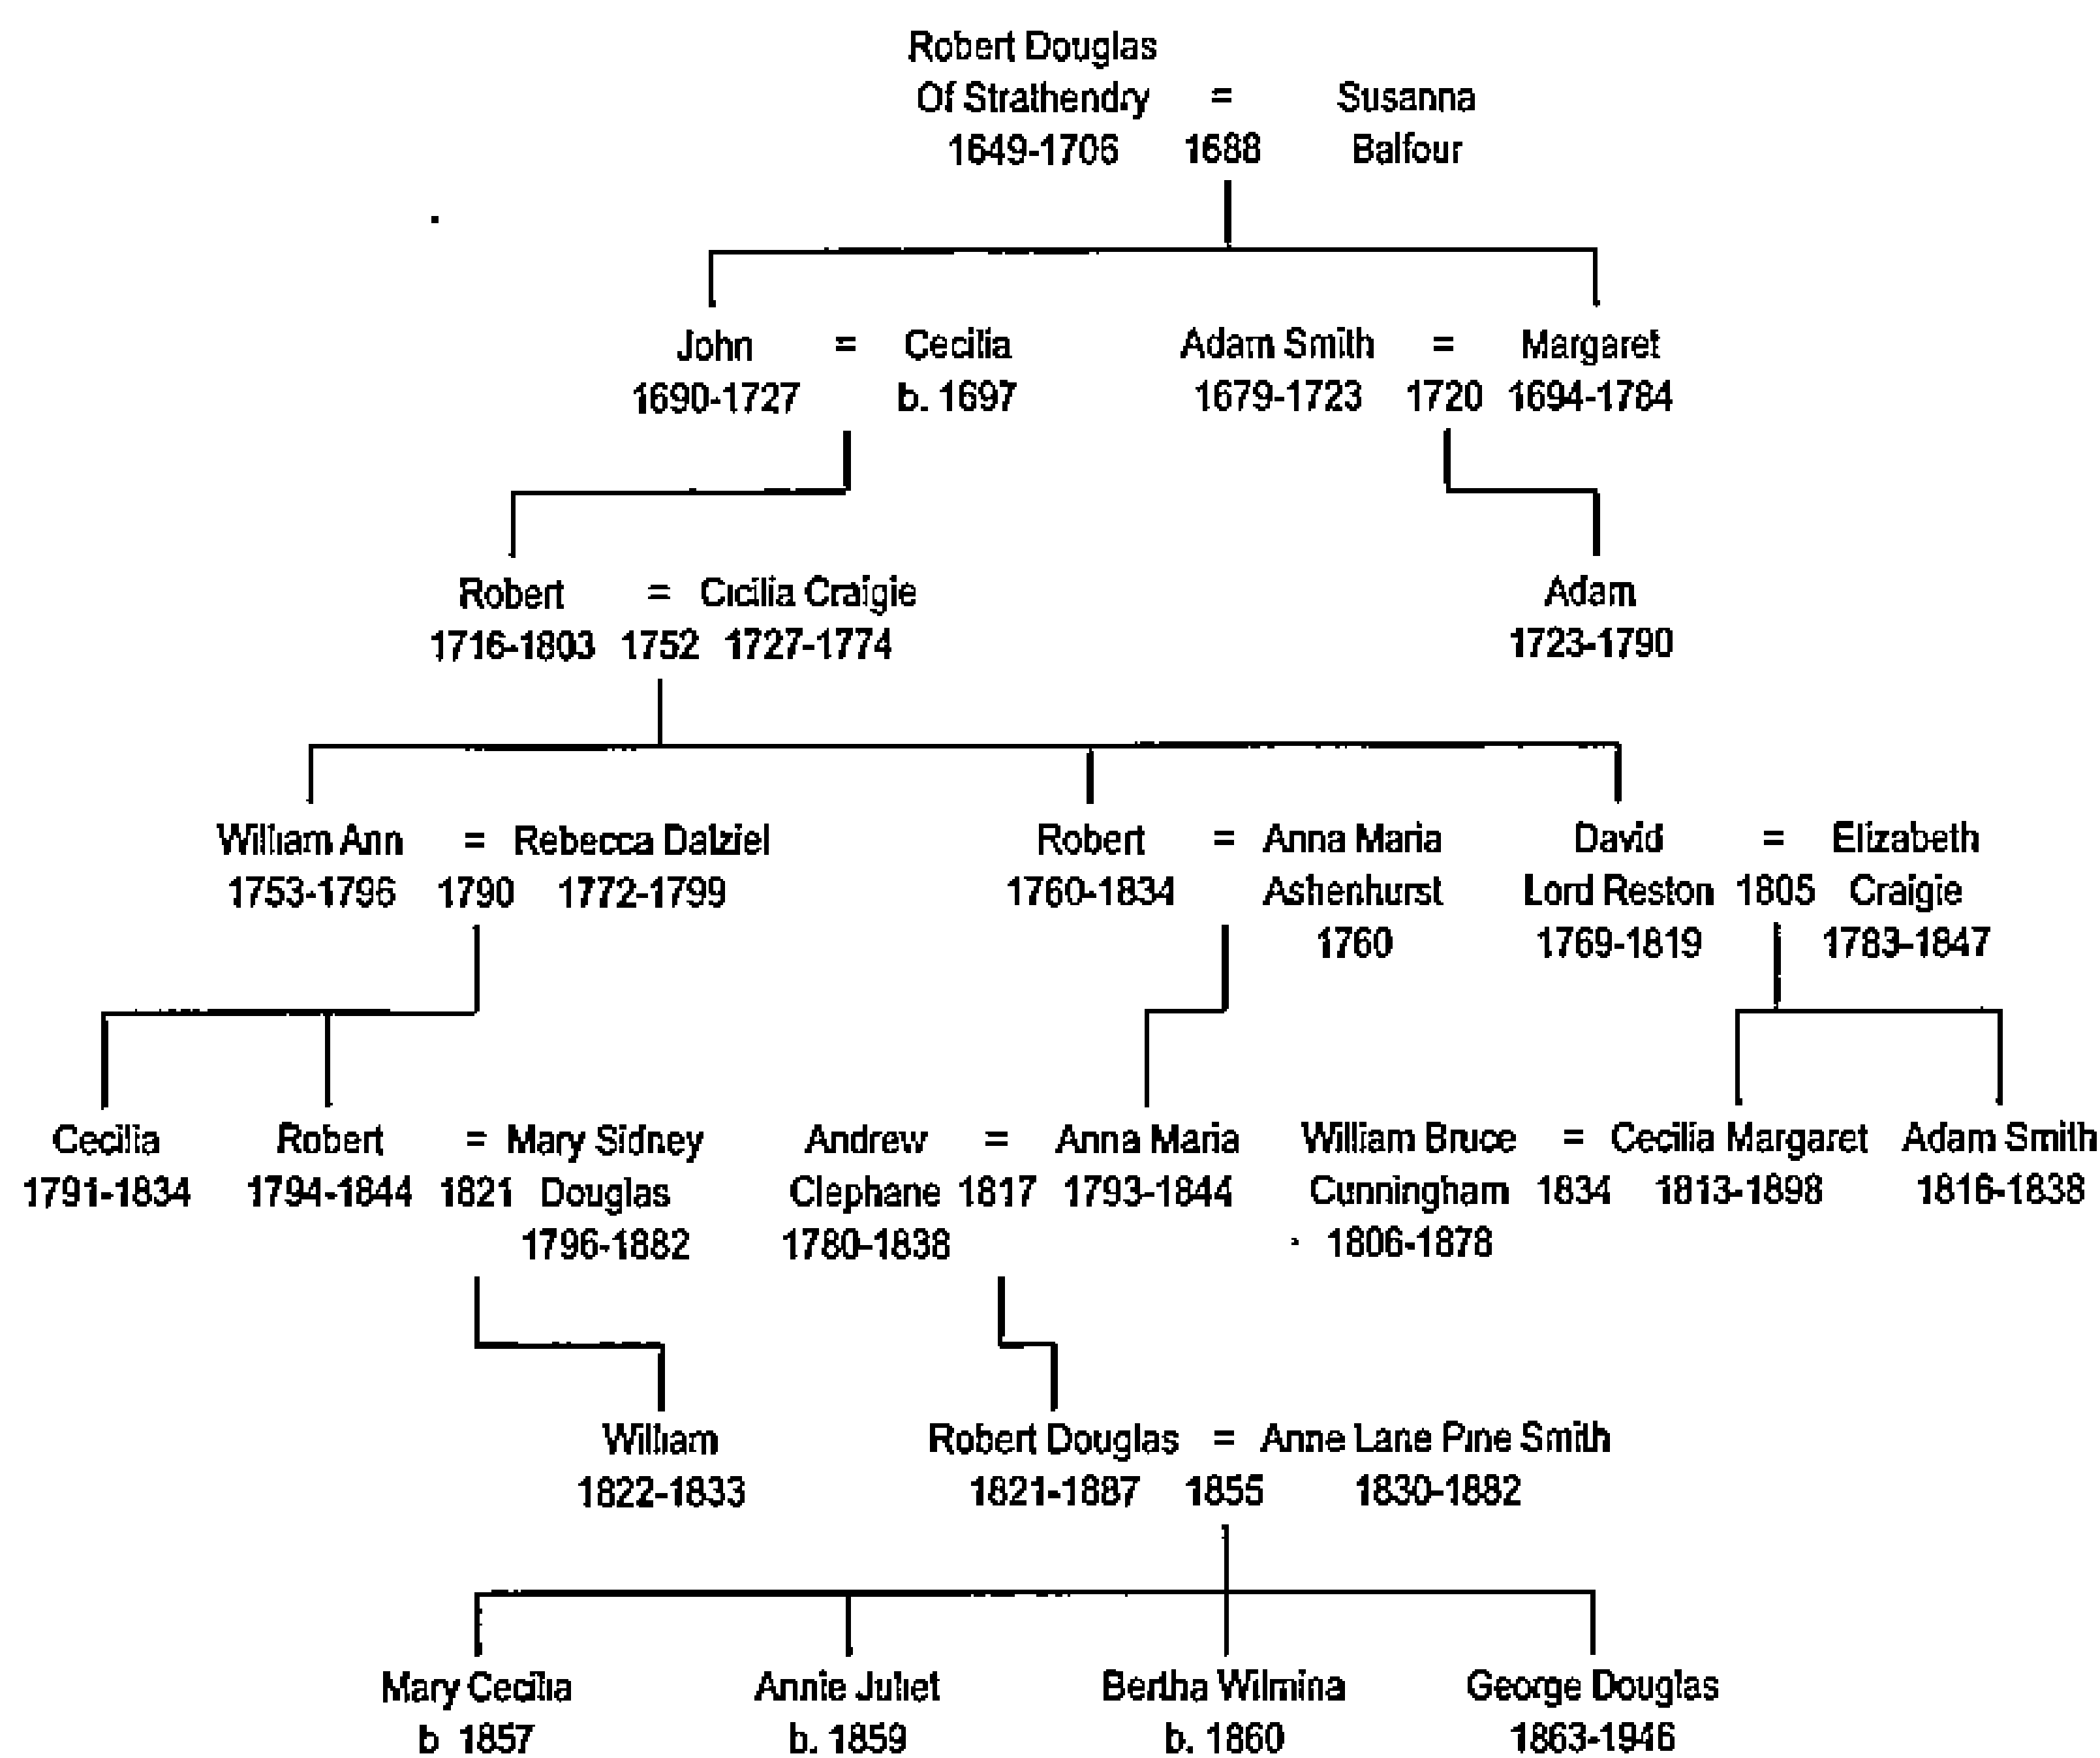 Robert Douglas
Of Strathendry = Susanna
1649-1706 1688 Balfour
John = Cecilia Adam Smith = Margaret
1690-1727 b. 1697 1679-1723 1720 1694-1784
Robert = Cicilia Craigie Adam
1716-1803 1752 1727-1774 1723-1790
William Ann = Rebecca Dalziel Robert = Anna Maria David = Elizabeth
1753-1796 1790 1772-1799 1760-1834 Ashenhurst Lord Reston 1805 Craigie
1760 1769-1819 1783-1847
Cecilia Robert = Mary Sidney Andrew = Anna Maria William Bruce = Cecilia Margaret Adam Smith
1791-1834 1794-1844 1821 Douglas Clephane 1817 1793-1844 Cunningham 1834 1813-1898 1816-1838
1796-1882 1780-1838 1806-1878
William Robert Douglas = Anne Lane Pine Smith
1822-1833 1821-1887 1855 1830-1882
Mary Cecilia Annie Juliet Bertha Wilmina George Douglas
b 1857 b. 1859 b. 1860 1863-1946